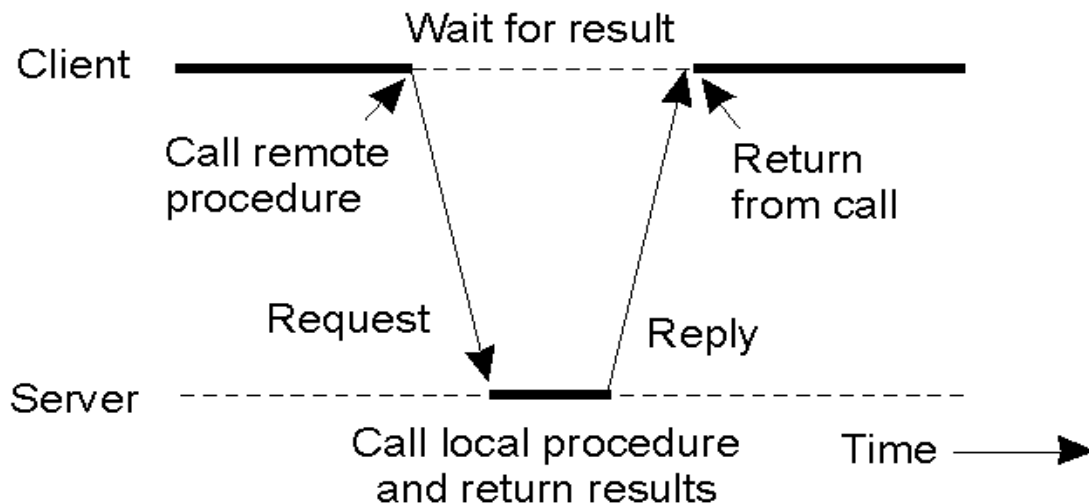 Wait for result
Client
Call remote
procedure
Return
from call
Request
Reply
Server
Call local procedure
and return results
Time